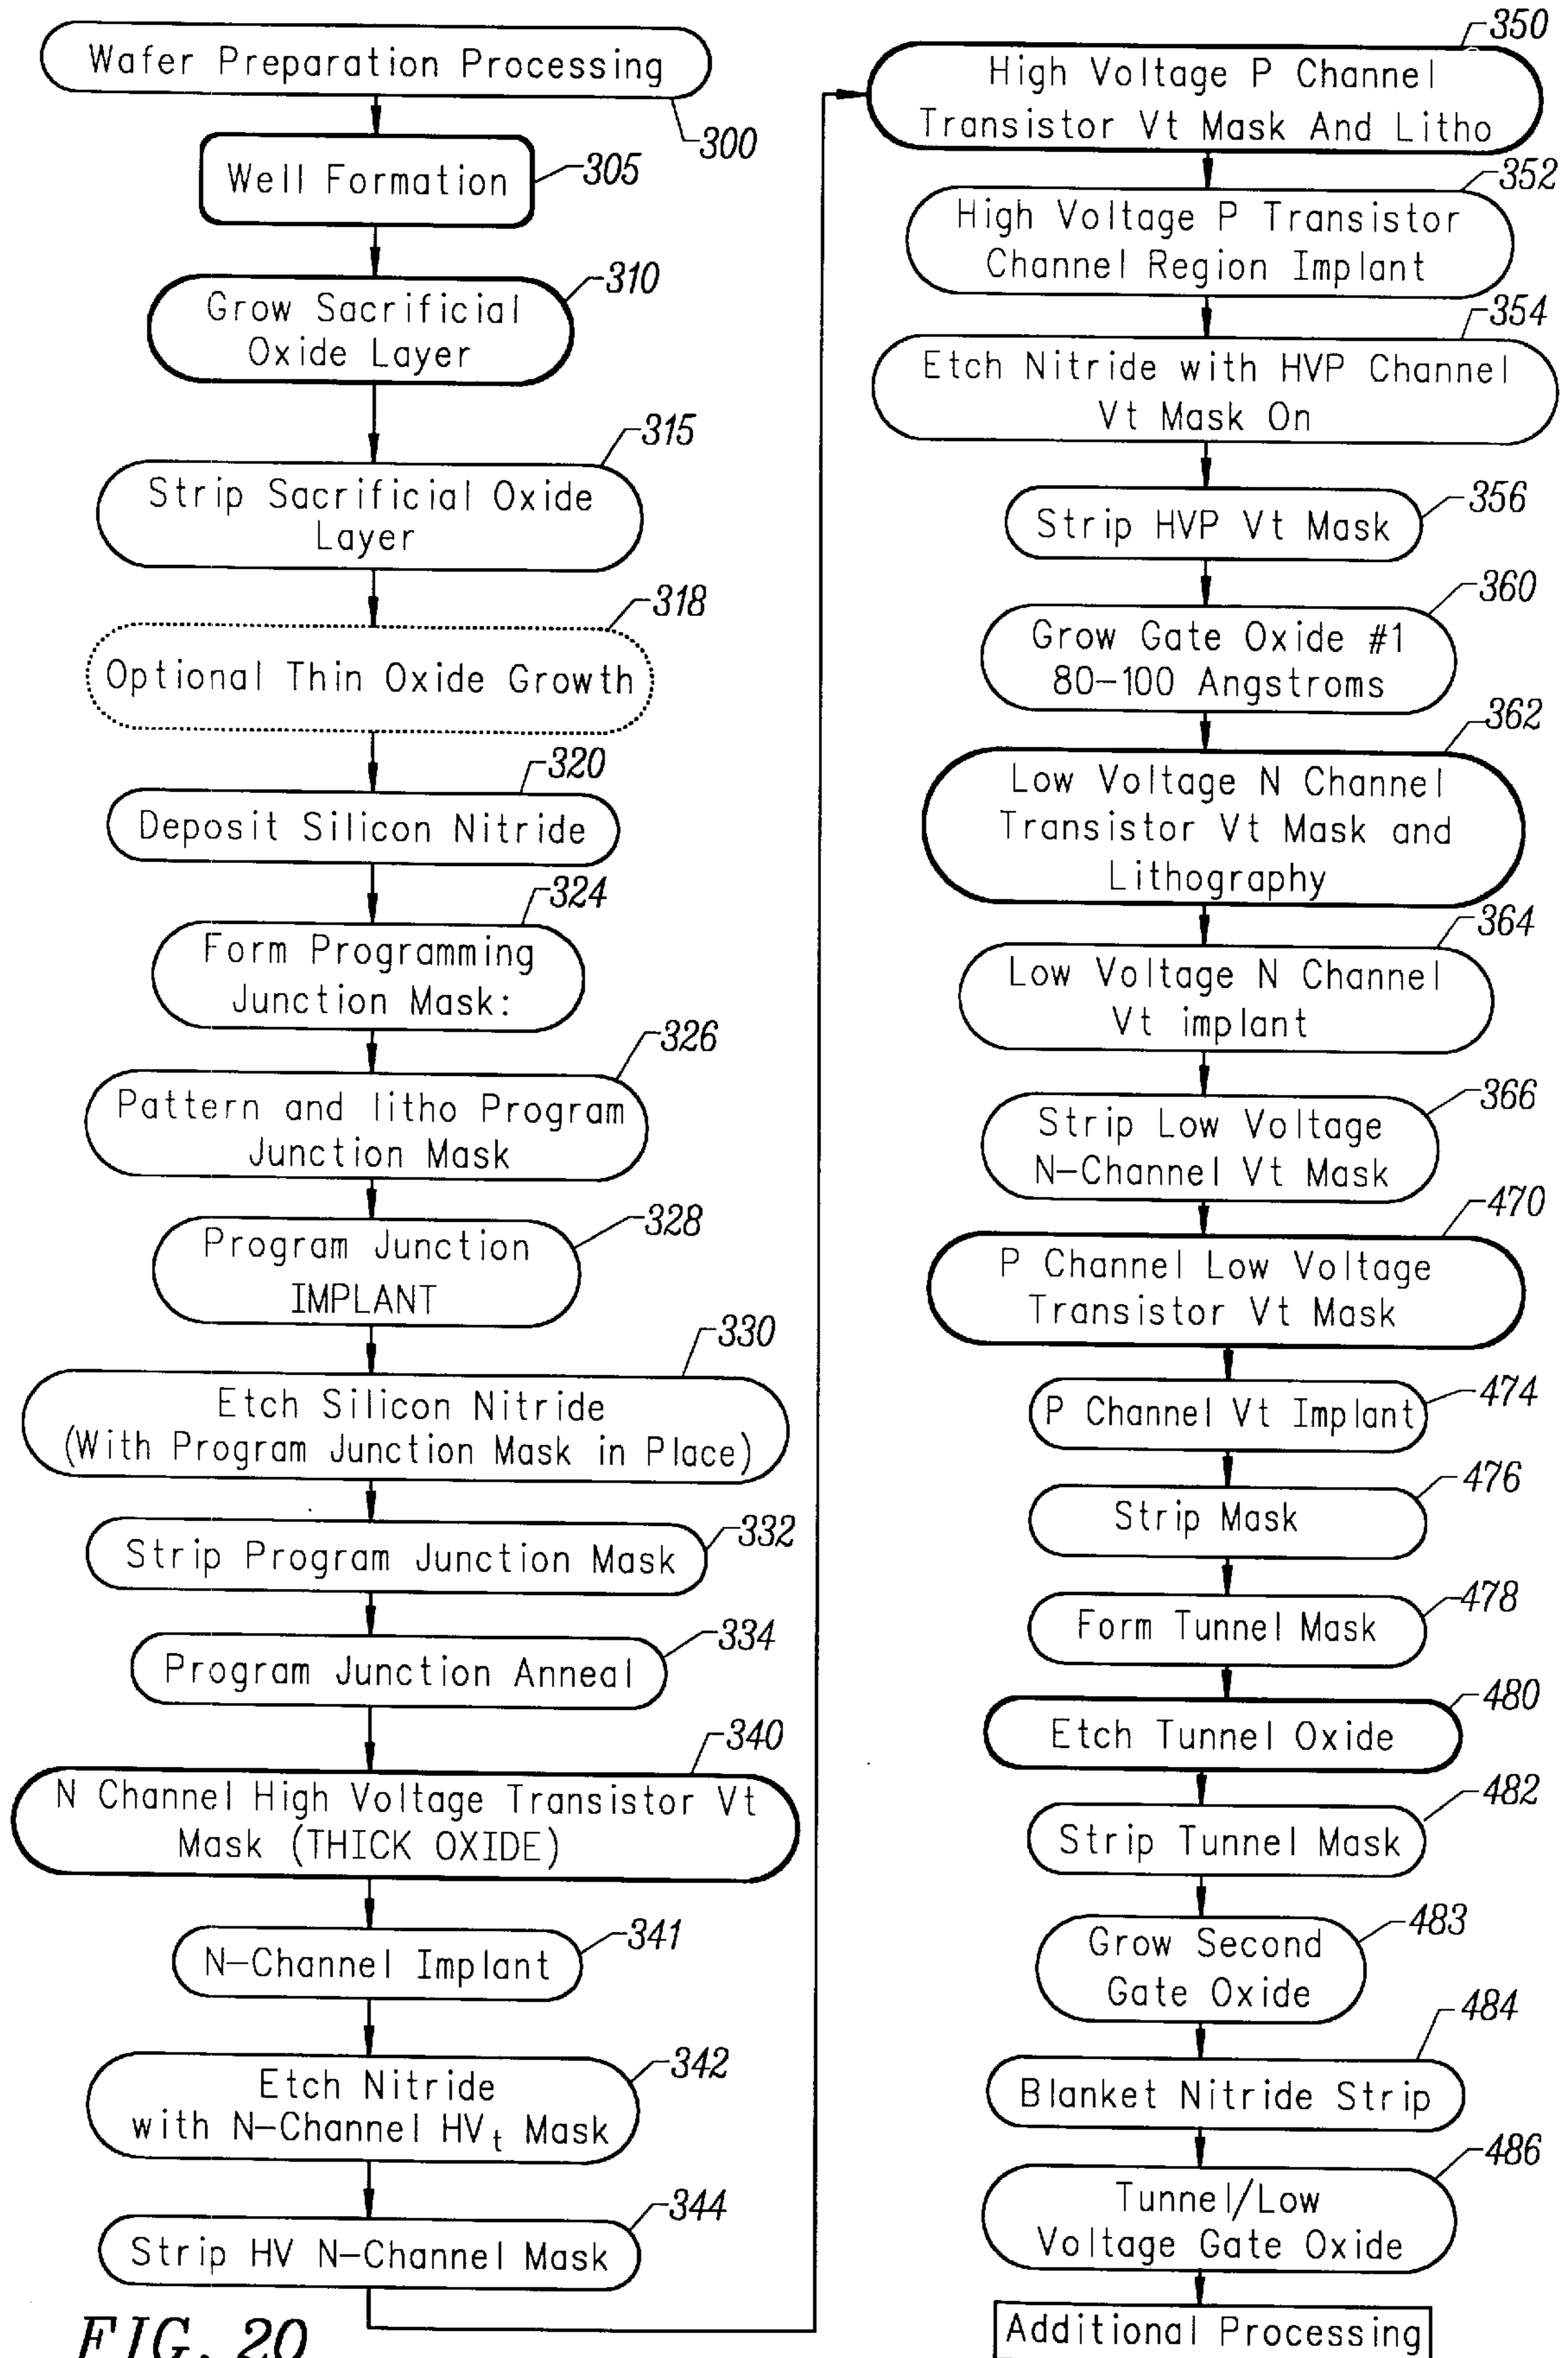 Wafer Preparation Processing
300
Well Formation
305
Grow Sacrificial
Oxide Layer
310
Strip Sacrificial Oxide
Layer
315
Optional Thin Oxide Growth
318
Deposit Silicon Nitride
320
Form Programming
Junction Mask:
324
Pattern and litho Program
Junction Mask
326
Program Junction
IMPLANT
328
Etch Silicon Nitride
(With Program Junction Mask in Place)
330
Strip Program Junction Mask
332
Program Junction Anneal
334
N Channel High Voltage Transistor Vt
Mask (THICK OXIDE)
340
N-Channel Implant
341
Etch Nitride
with N-Channel HVt Mask
342
Strip HV N-Channel Mask
344
High Voltage P Channel
Transistor Vt Mask And Litho
350
High Voltage P Transistor
Channel Region Implant
352
Etch Nitride with HVP Channel
Vt Mask On
354
Strip HVP Vt Mask
356
Grow Gate Oxide #1
80-100 Angstroms
360
Low Voltage N Channel
Transistor Vt Mask and
Lithography
362
Low Voltage N Channel
Vt implant
364
Strip Low Voltage
N-Channel Vt Mask
366
P Channel Low Voltage
Transistor Vt Mask
470
P Channel Vt Implant
474
Strip Mask
476
Form Tunnel Mask
478
Etch Tunnel Oxide
480
Strip Tunnel Mask
482
Grow Second
Gate Oxide
483
Blanket Nitride Strip
484
Tunnel/Low
Voltage Gate Oxide
486
Additional Processing
FIG. 20